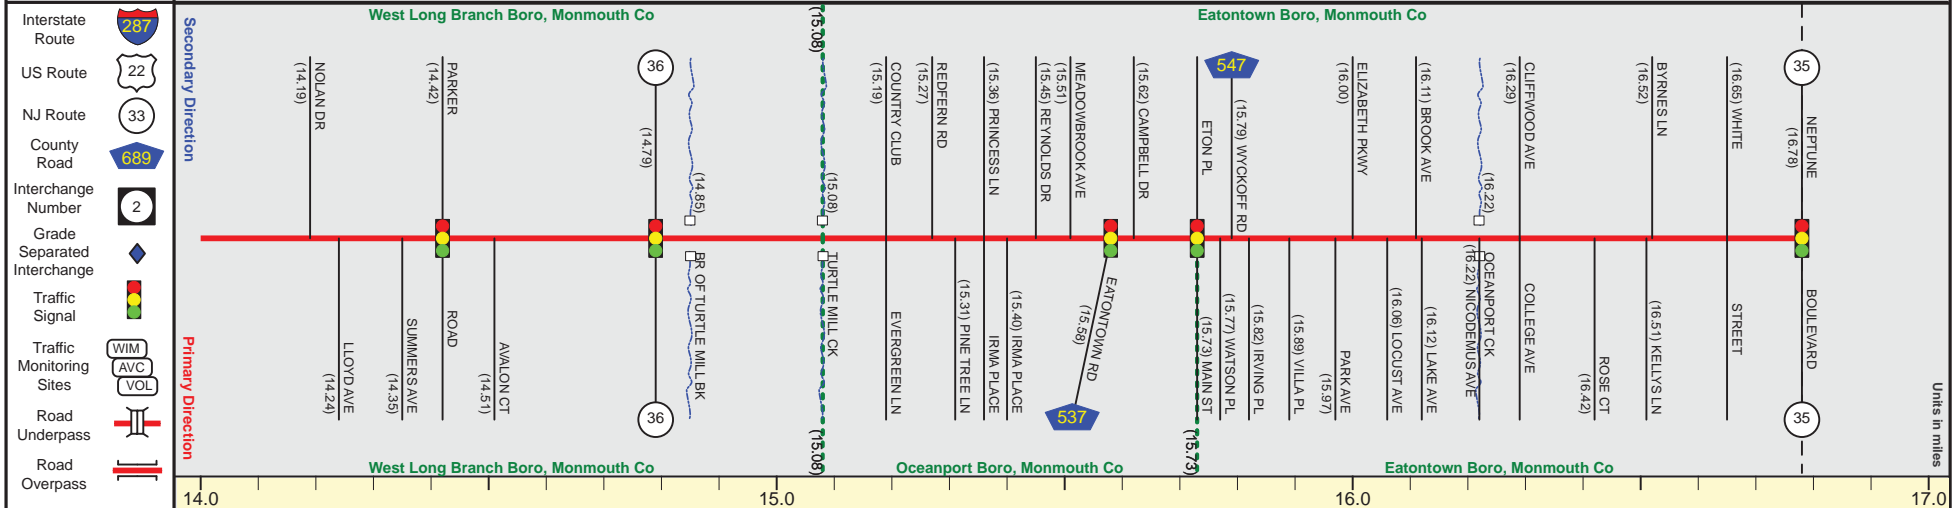 Interstate
Route
287
US Route
22
NJ Route
33
County
Road
689
Interchange
Number
2
Grade
Separated
Interchange
Traffic
Signal
Traffic
Monitoring
Sites
WIM
AVC
VOL
Road
Underpass
Road
Overpass
Secondary Direction
Primary Direction
West Long Branch Boro, Monmouth Co
(15.08)
Eatontown Boro, Monmouth Co
NOLAN DR
(14.19)
PARKER
(14.42)
36
(14.79)
(14.85)
(15.08)
COUNTRY CLUB
(15.19)
REDFERN RD
(15.27)
(15.36) PRINCESS LN
(15.45) REYNOLDS DR
MEADOWBROOK AVE
(15.51)
(15.62) CAMPBELL DR
ETON PL
547
(15.79) WYCKOFF RD
ELIZABETH PKWY
(16.00)
(16.11) BROOK AVE
(16.22)
CLIFFWOOD AVE
(16.29)
BYRNES LN
(16.52)
(16.65) WHITE
35
NEPTUNE
(16.78)
LLOYD AVE
(14.24)
SUMMERS AVE
(14.35)
ROAD
AVALON CT
(14.51)
36
BR OF TURTLE MILL BK
TURTLE MILL CK
(15.08)
EVERGREEN LN
(15.31) PINE TREE LN
IRMA PLACE
(15.40) IRMA PLACE
EATONTOWN RD
(15.58)
537
(15.73) MAIN ST
(15.73)
(15.77) WATSON PL
(15.82) IRVING PL
(15.89) VILLA PL
PARK AVE
(15.97)
(16.06) LOCUST AVE
(16.12) LAKE AVE
OCEANPORT CK
(16.22) NICODEMUS AVE
COLLEGE AVE
ROSE CT
(16.42)
(16.51) KELLYS LN
STREET
BOULEVARD
35
Units in miles
West Long Branch Boro, Monmouth Co
Oceanport Boro, Monmouth Co
Eatontown Boro, Monmouth Co
14.0
15.0
16.0
17.0